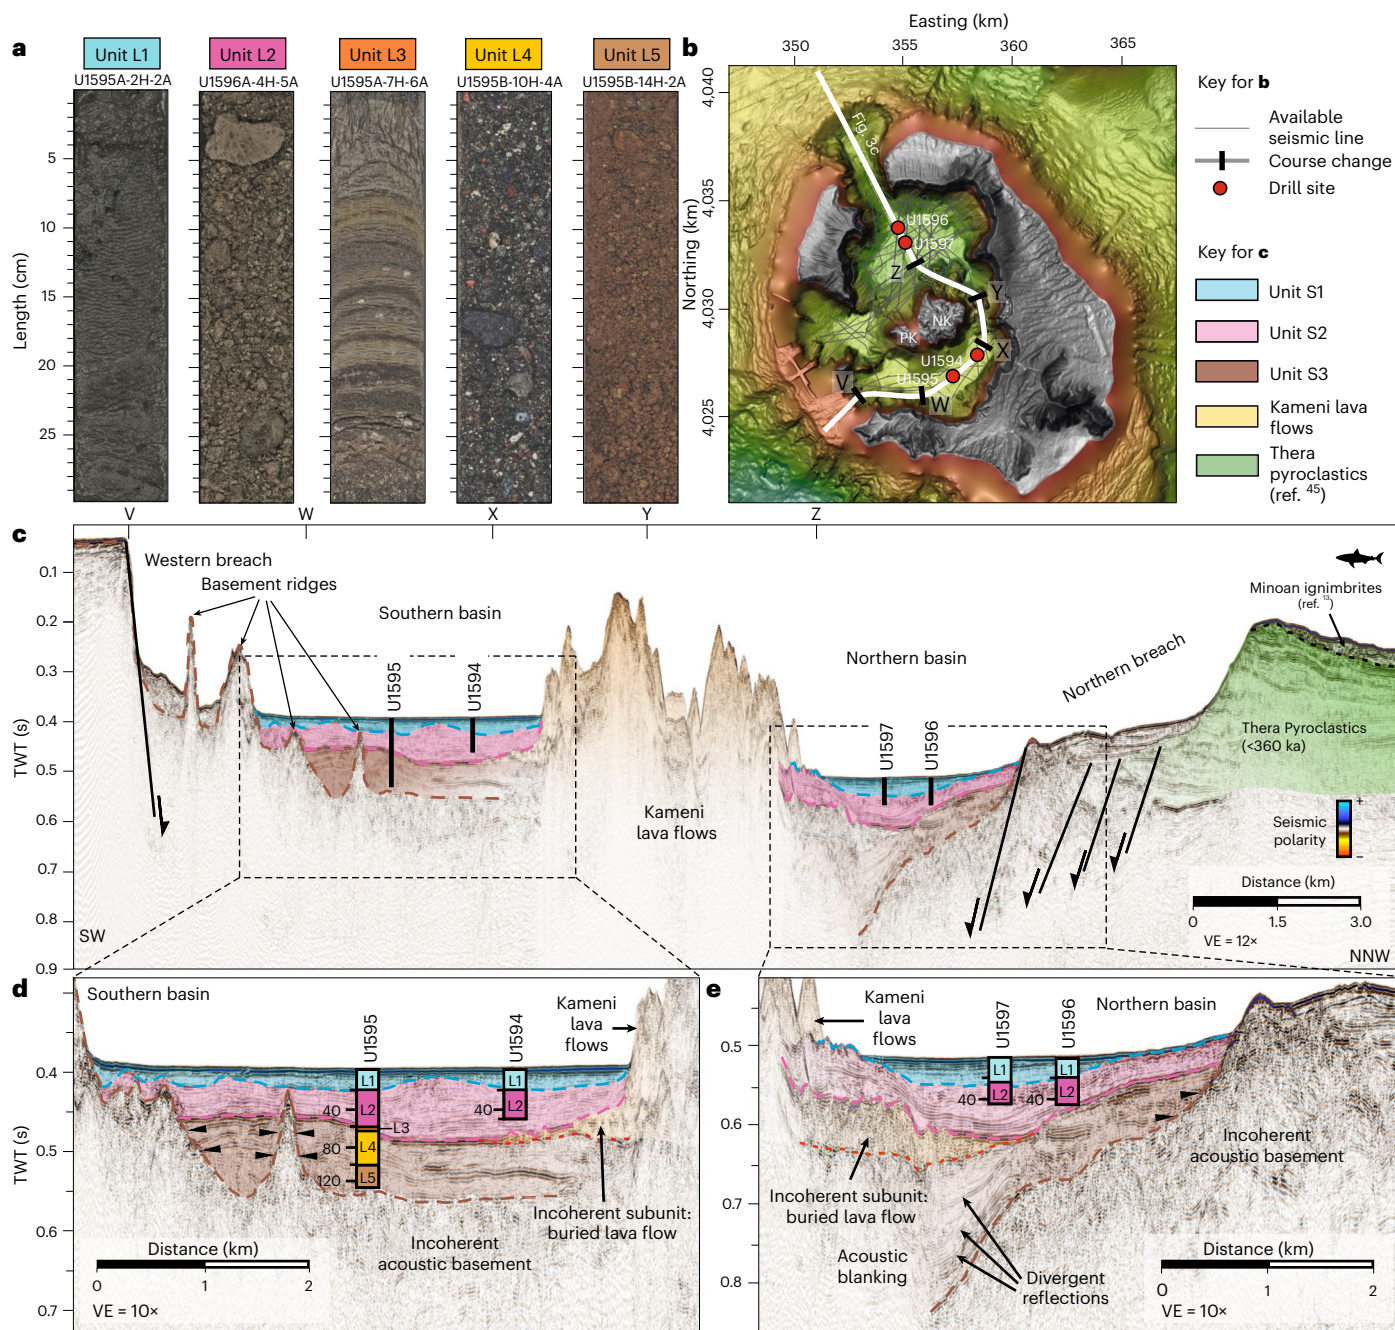 a
Unit L1
Unit L2
Unit L3
Unit L4
Unit L5
U1595A-2H-2A
U1596A-4H-5A
U1595A-7H-6A
U1595B-10H-4A
U1595B-14H-2A
Length (cm)
5
10
15
20
25
b
Easting (km)
350
355
360
365
Northing (km)
4,040
4,035
4,030
4,025
Fig. 3c
U1596
U1597
Z
Y
NK
PK
X
U1594
U1595
V
W
Key for b
Available
seismic line
Course change
Drill site
Key for c
Unit S1
Unit S2
Unit S3
Kameni lava
flows
Thera
pyroclastics
(ref. 45)
c
V
W
X
Y
Z
TWT (s)
0.1
0.2
0.3
0.4
0.5
0.6
0.7
0.8
0.9
Western breach
Basement ridges
Southern basin
U1595
U1594
Kameni
lava flows
Northern basin
U1597
U1596
Northern breach
Minoan ignimbrites
(ref. 13)
Thera Pyroclastics
(<360 ka)
Seismic
polarity
+
−
Distance (km)
0
1.5
3.0
VE = 12×
SW
NNW
d
Southern basin
TWT (s)
0.4
0.5
0.6
0.7
U1595
U1594
L1
L2
L3
L4
L5
40
80
120
L1
L2
40
Kameni
lava
flows
Incoherent subunit:
buried lava flow
Incoherent
acoustic basement
Distance (km)
0
1
2
VE = 10×
e
Kameni
lava
flows
U1597
U1596
Northern basin
0.5
0.6
0.7
0.8
L1
L2
40
L1
L2
40
Incoherent
acoustic basement
Incoherent subunit:
buried lava flow
Acoustic
blanking
Divergent
reflections
Distance (km)
0
1
2
VE = 10×